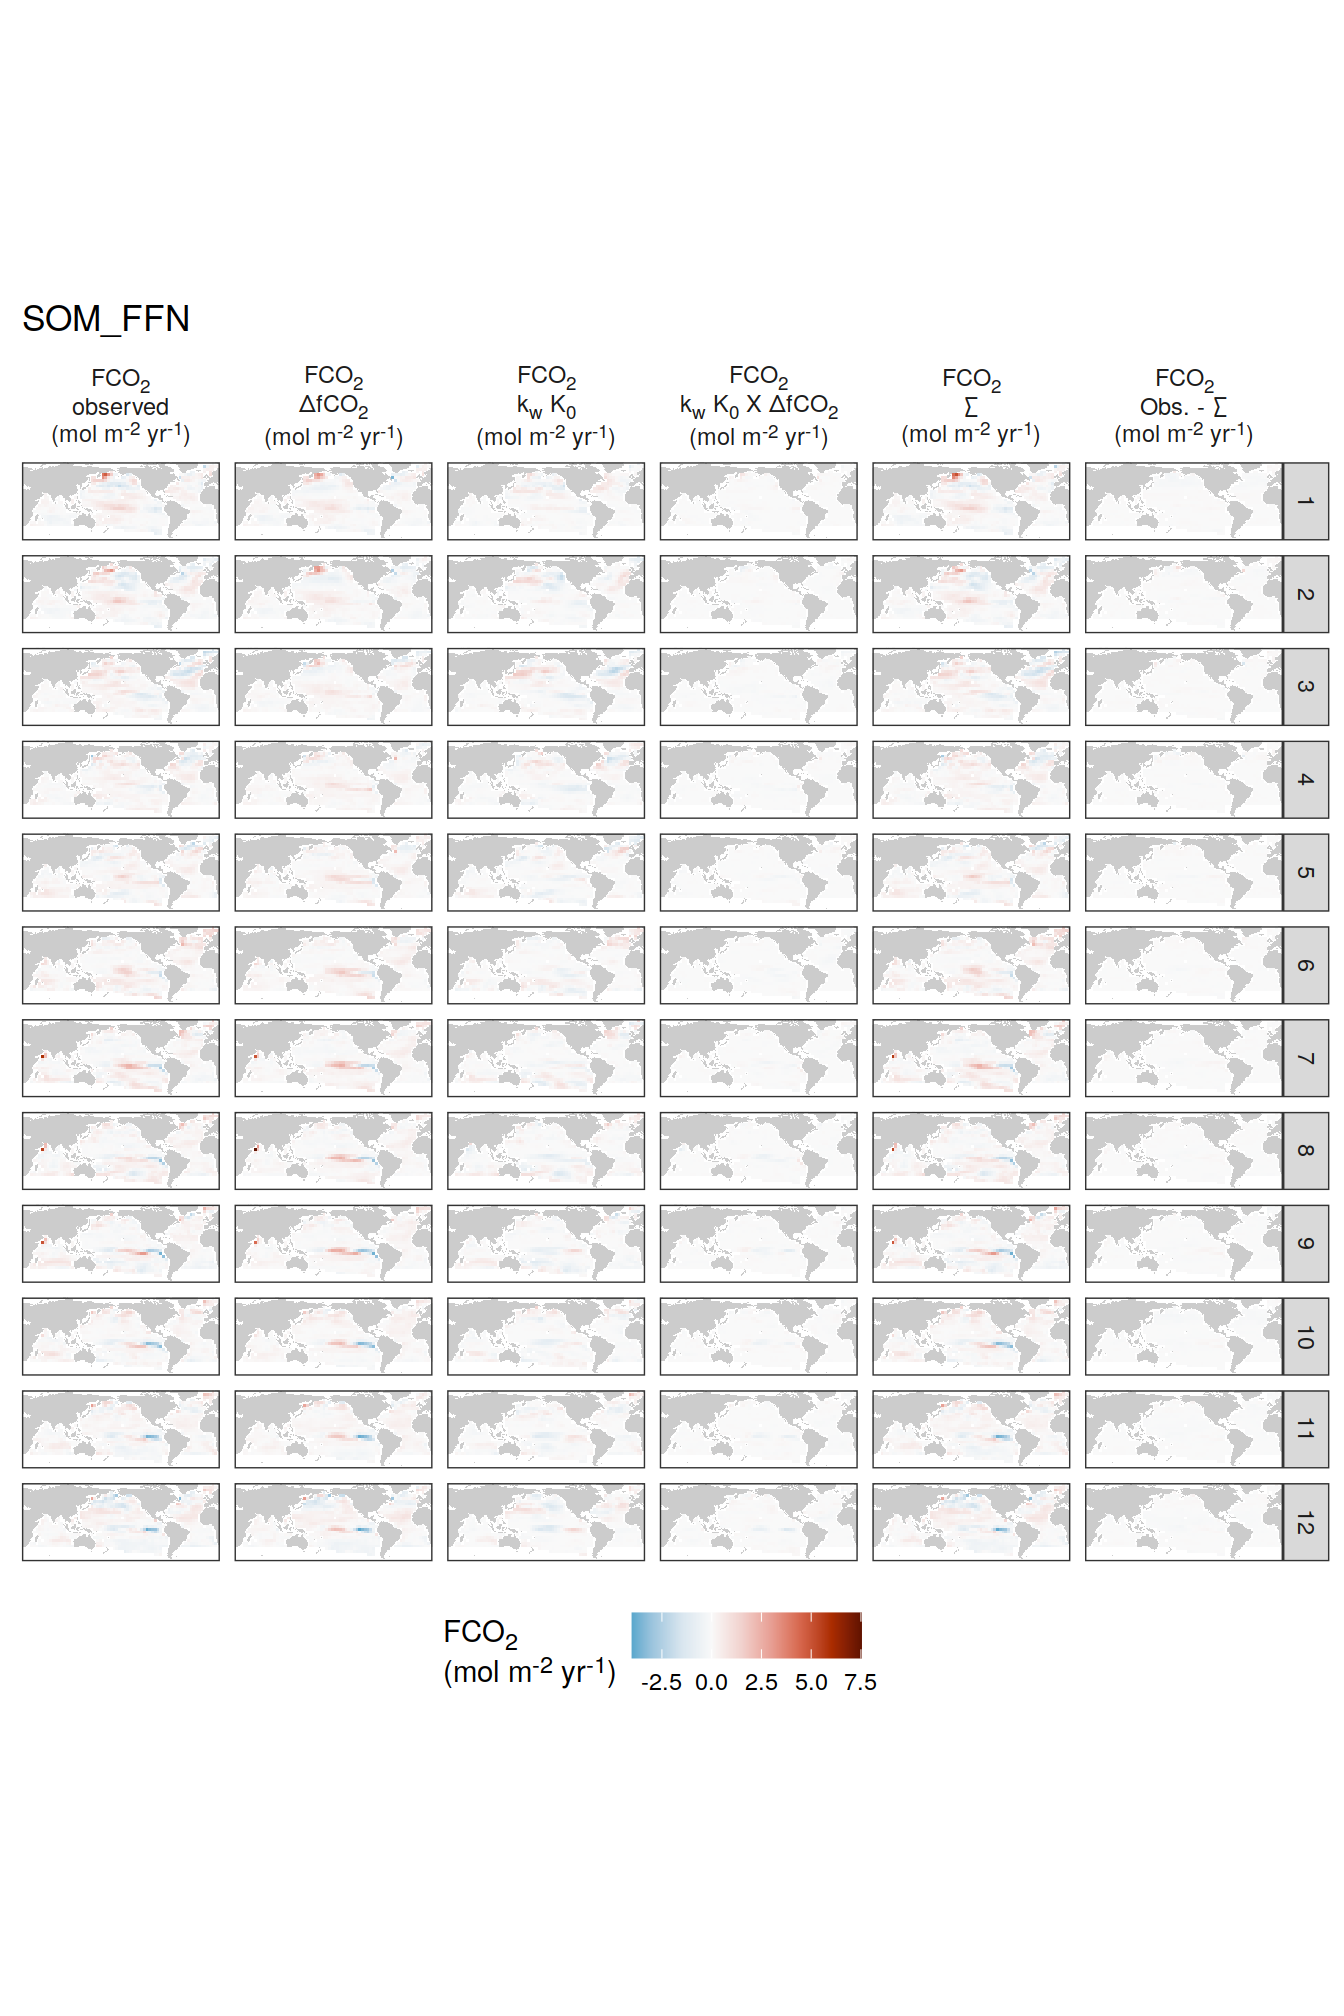 SOM_FFN
FCO₂ FCO₂ FCO₂ FCO₂ FCO₂ FCO₂
observed ΔfCO₂ k_w K₀ k_w K₀ X ΔfCO₂ Σ Obs. - Σ
(mol m⁻² yr⁻¹) (mol m⁻² yr⁻¹) (mol m⁻² yr⁻¹) (mol m⁻² yr⁻¹) (mol m⁻² yr⁻¹) (mol m⁻² yr⁻¹)
1
2
3
4
5
6
7
8
9
10
11
12
FCO₂
(mol m⁻² yr⁻¹)
-2.5 0.0 2.5 5.0 7.5